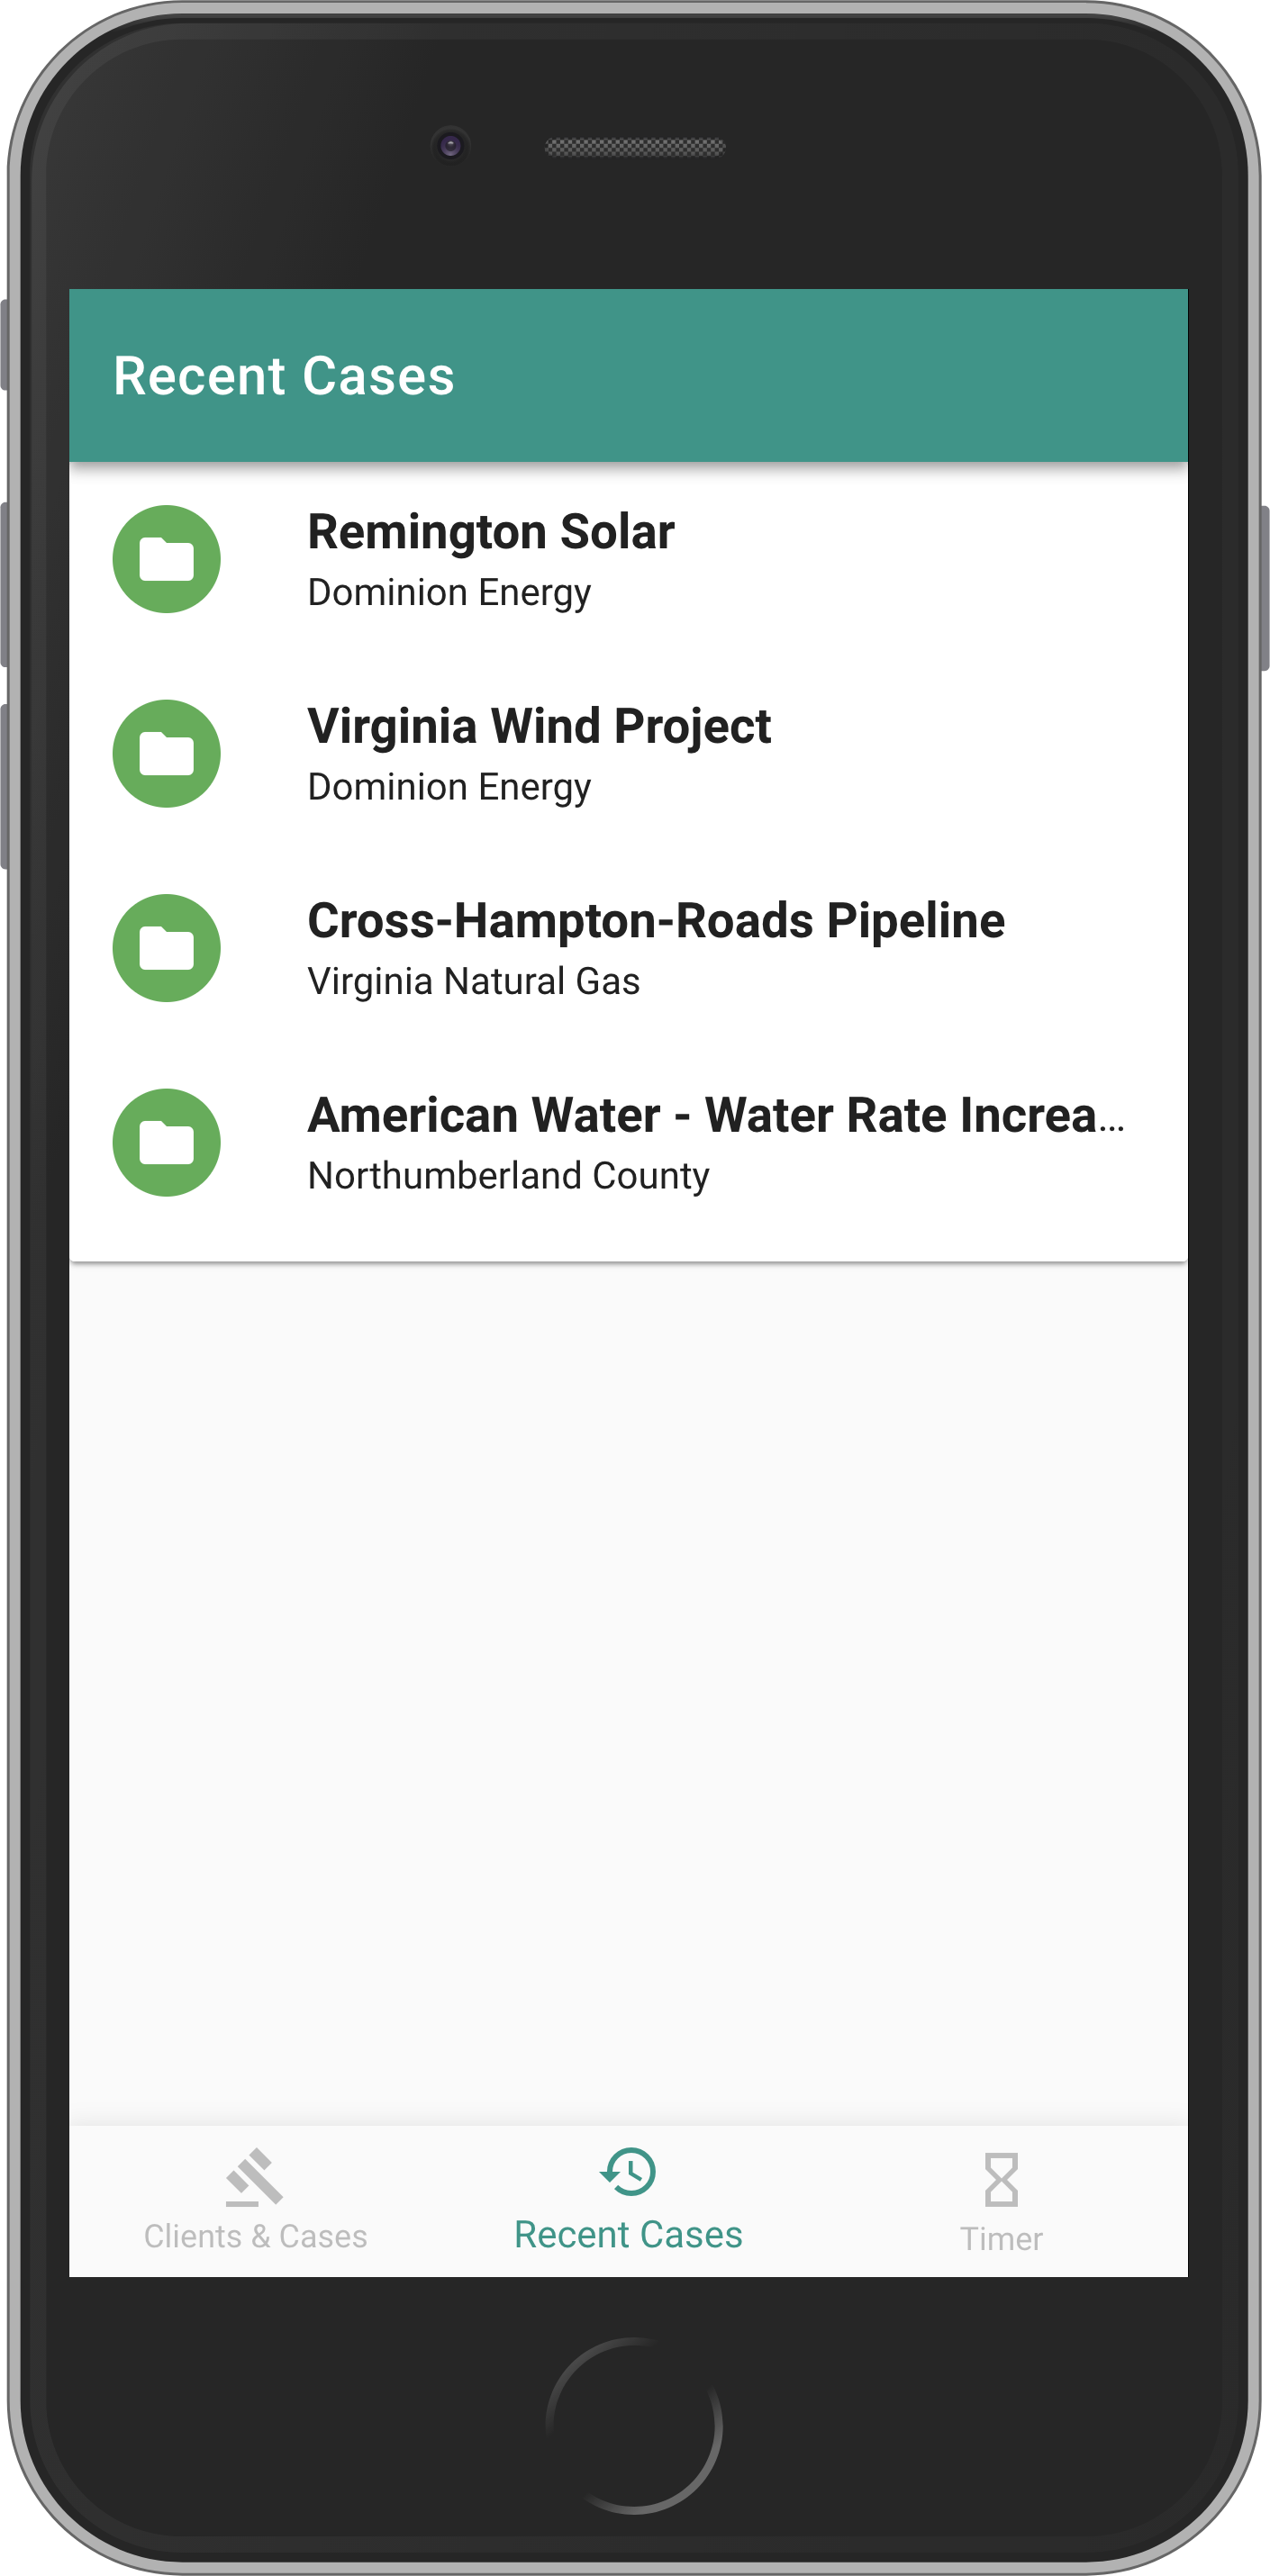 Recent Cases
Remington Solar
Dominion Energy
Virginia Wind Project
Dominion Energy
Cross-Hampton-Roads Pipeline
Virginia Natural Gas
American Water - Water Rate Increa...
Northumberland County
Clients & Cases
Recent Cases
Timer